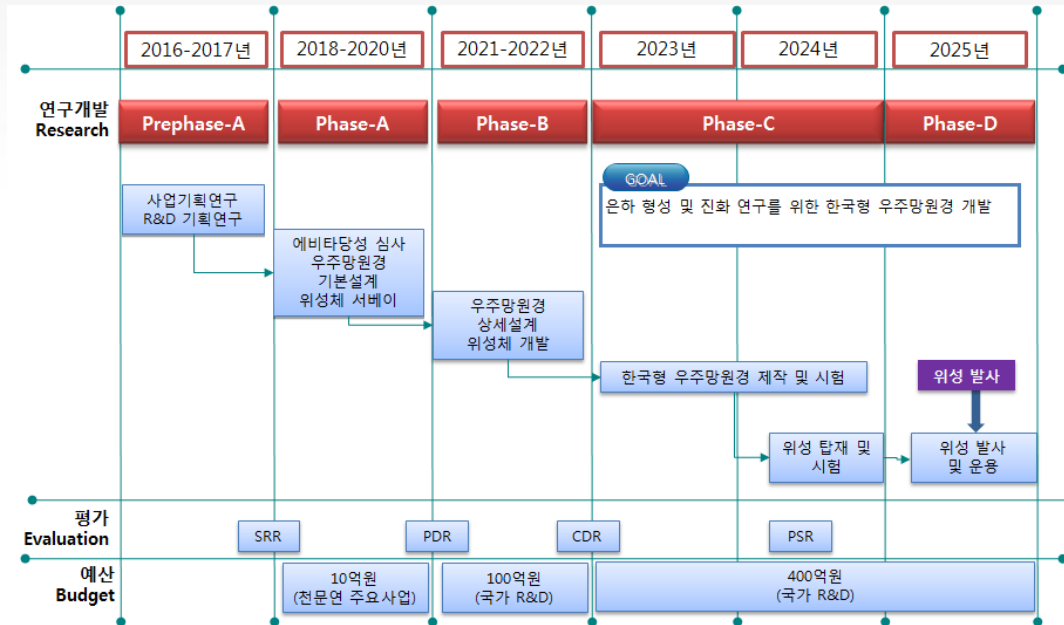 2016-2017년
2018-2020년
2021-2022년
2023년
2024년
2025년
연구개발
Research
Prephase-A
Phase-A
Phase-B
Phase-C
Phase-D
GOAL
은하 형성 및 진화 연구를 위한 한국형 우주망원경 개발
사업기획연구
R&D 기획연구
에비타당성 심사
우주망원경
기본설계
위성체 서베이
우주망원경
상세설계
위성체 개발
한국형 우주망원경 제작 및 시험
위성 발사
위성 탑재 및
시험
위성 발사
및 운용
평가
Evaluation
SRR
PDR
CDR
PSR
예산
Budget
10억원
(천문연 주요사업)
100억원
(국가 R&D)
400억원
(국가 R&D)